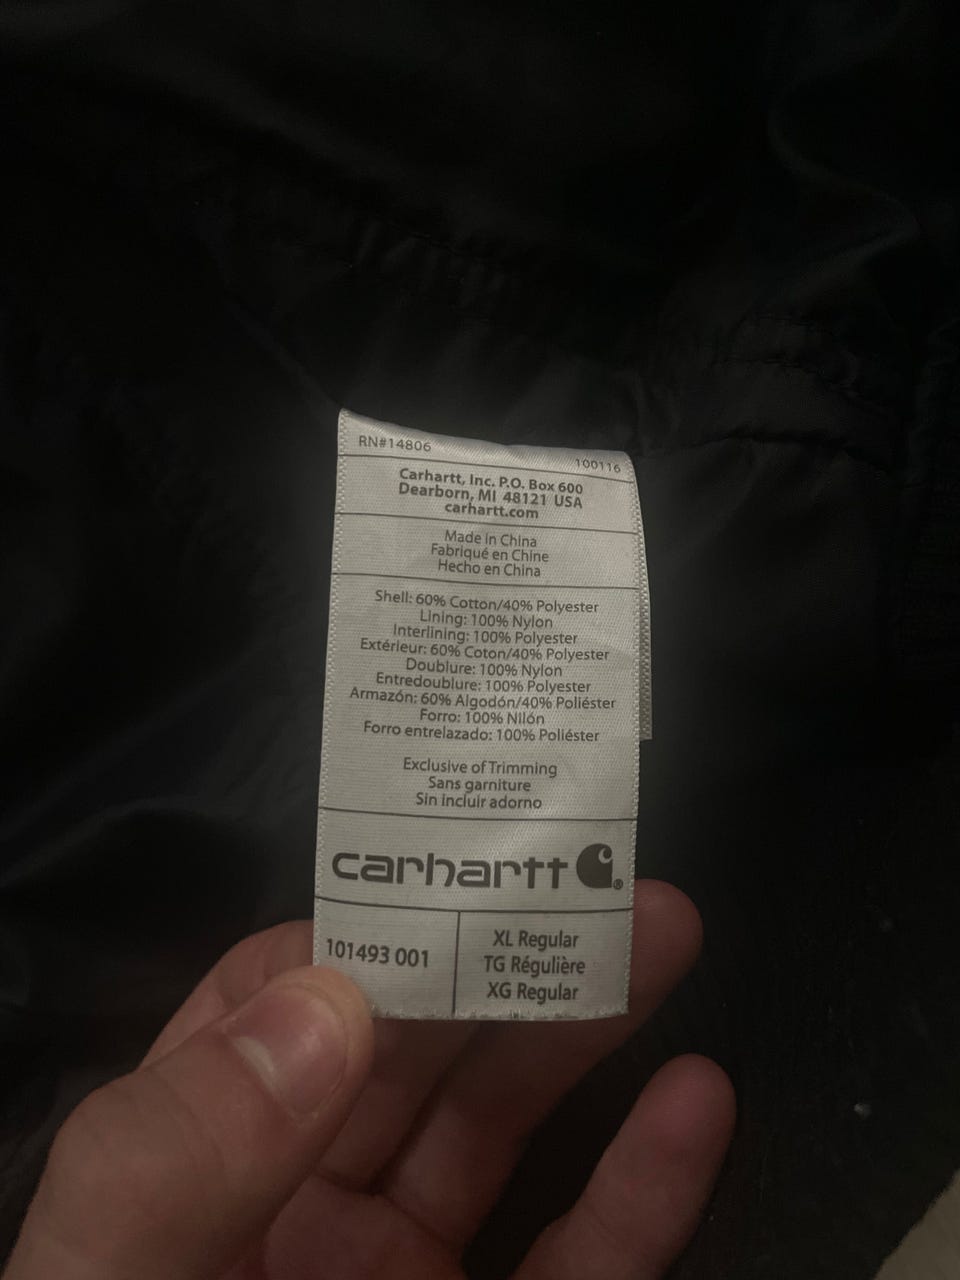 RN#14806
100116
Carhartt, Inc. P.O. Box 600
Dearborn, MI 48121 USA
carhartt.com
Made in China
Fabriqué en Chine
Hecho en China
Shell: 60% Cotton/40% Polyester
Lining: 100% Nylon
Interlining: 100% Polyester
Extérieur: 60% Coton/40% Polyester
Doublure: 100% Nylon
Entredoublure: 100% Polyester
Armazón: 60% Algodón/40% Poliéster
Forro: 100% Nilón
Forro entrelazado: 100% Poliéster
Exclusive of Trimming
Sans garniture
Sin incluir adorno
carhartt ®
101493 001
XL Regular
TG Régulière
XG Regular